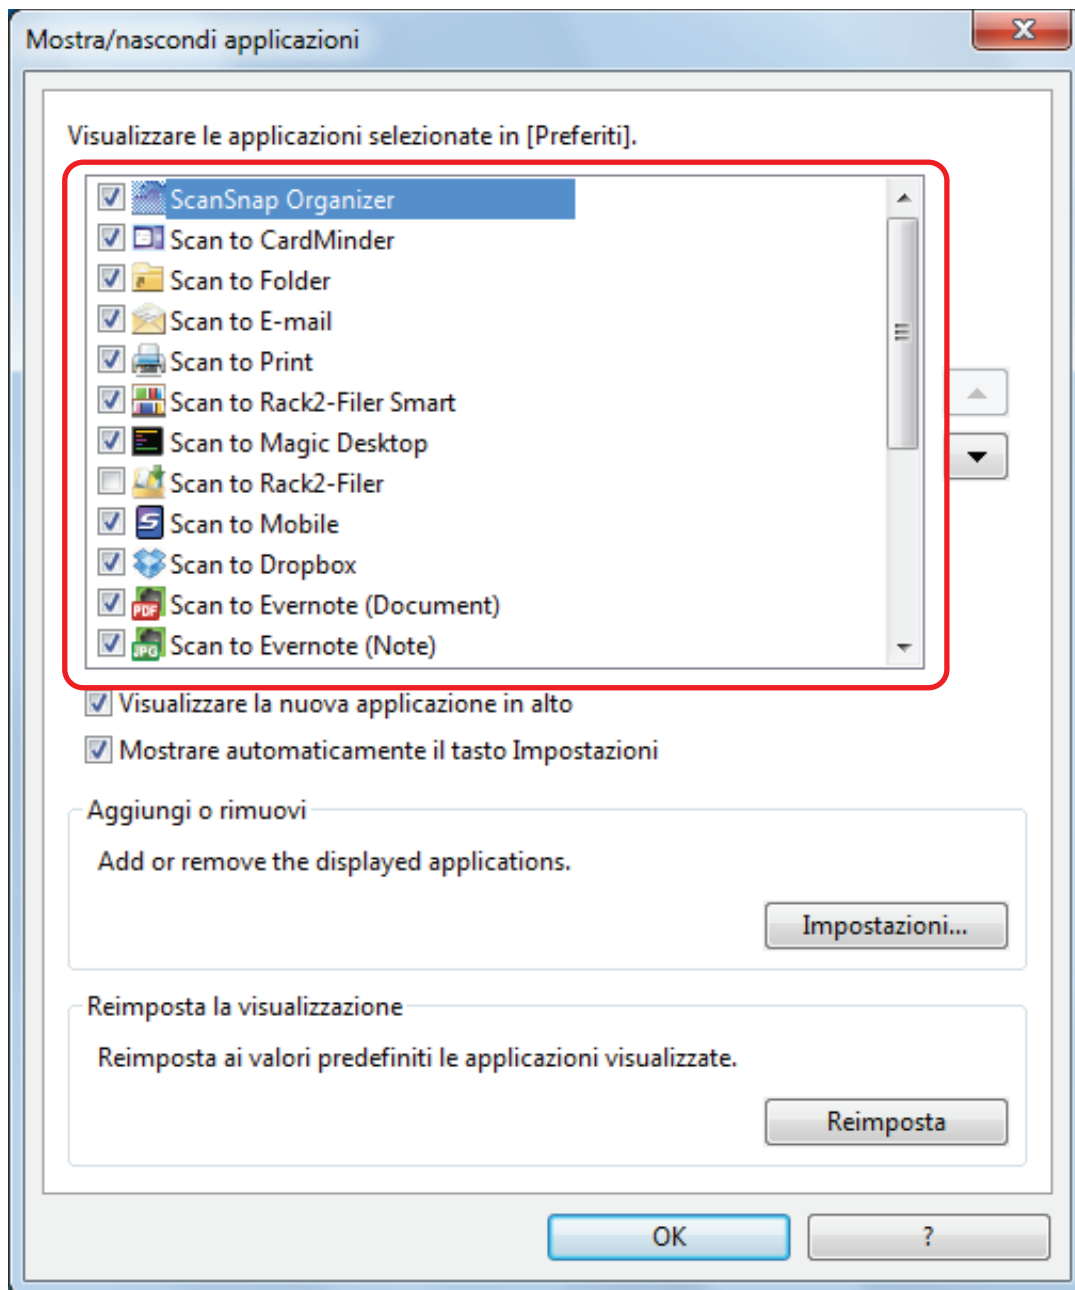 Mostra/nascondi applicazioni
Visualizzare le applicazioni selezionate in [Preferiti].
ScanSnap Organizer
Scan to CardMinder
Scan to Folder
Scan to E-mail
Scan to Print
Scan to Rack2-Filer Smart
Scan to Magic Desktop
Scan to Rack2-Filer
Scan to Mobile
Scan to Dropbox
PDF Scan to Evernote (Document)
JPG Scan to Evernote (Note)
Visualizzare la nuova applicazione in alto
Mostrare automaticamente il tasto Impostazioni
Aggiungi o rimuovi
Add or remove the displayed applications.
Impostazioni...
Reimposta la visualizzazione
Reimposta ai valori predefiniti le applicazioni visualizzate.
Reimposta
OK ?